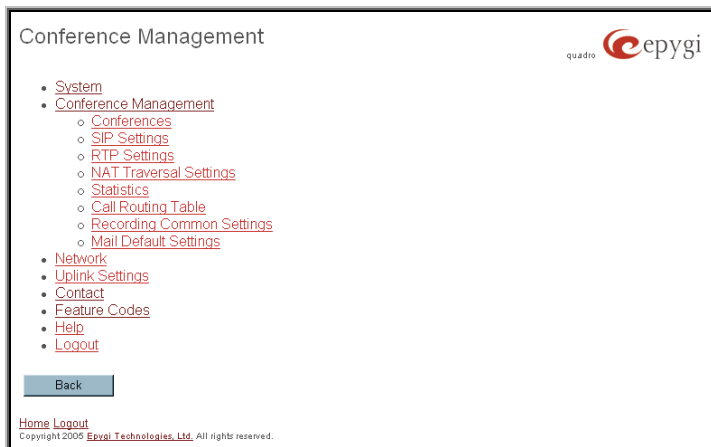 Conference Management
quadro epygi
System
Conference Management
Conferences
SIP Settings
RTP Settings
NAT Traversal Settings
Statistics
Call Routing Table
Recording Common Settings
Mail Default Settings
Network
Uplink Settings
Contact
Feature Codes
Help
Logout
Back
Home Logout
Copyright 2005 Epygi Technologies, Ltd. All rights reserved.